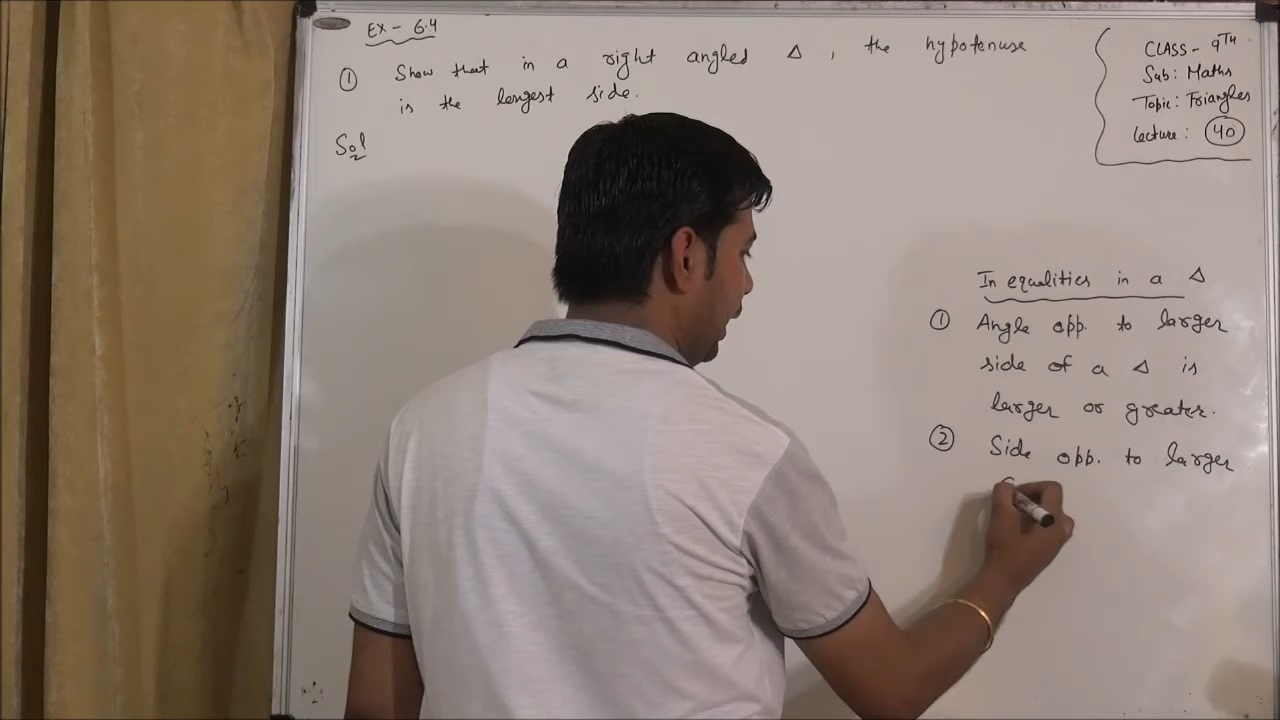 Ex - 6.4
① Show that in a right angled Δ, the hypotenuse
is the longest side.
Sol
CLASS - 9TH
Sub: Maths
Topic: Triangles
Lecture: 40
In equalities in a Δ
① Angle opp. to larger
side of a Δ is
larger or greater.
② Side opp. to larger